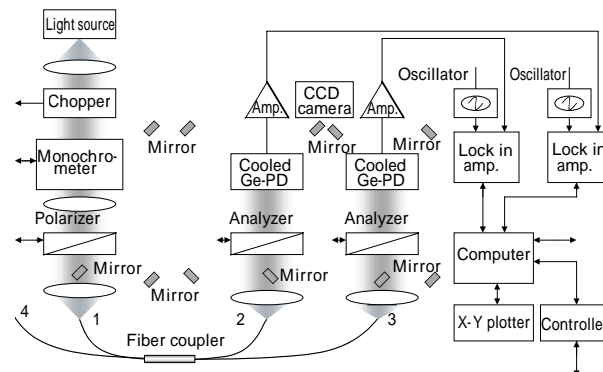 Light source
Chopper
Monochro-
meter
Polarizer
Mirror
Mirror
Mirror
4
1
2
3
Fiber coupler
Amp.
CCD
camera
Amp.
Mirror
Cooled
Ge-PD
Cooled
Ge-PD
Analyzer
Analyzer
Mirror
Mirror
Oscillator
Oscillator
Lock in
amp.
Lock in
amp.
Computer
X-Y plotter
Controlle